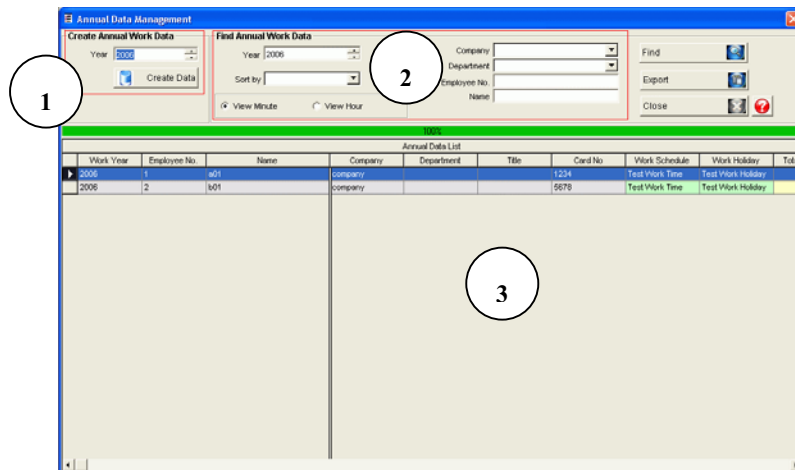 Annual Data Management
Create Annual Work Data
Year 2006
Create Data
1
Find Annual Work Data
Year 2006
Sort by
View Minute View Hour
2
Company
Department
Employee No.
Name
Find
Export
Close
100%
Annual Data List
Work Year Employee No. Name Company Department Title Card No Work Schedule Work Holiday Tot
2006 1 a01 company 1234 Test Work Time Test Work Holiday
2006 2 b01 company 5678 Test Work Time Test Work Holiday
3